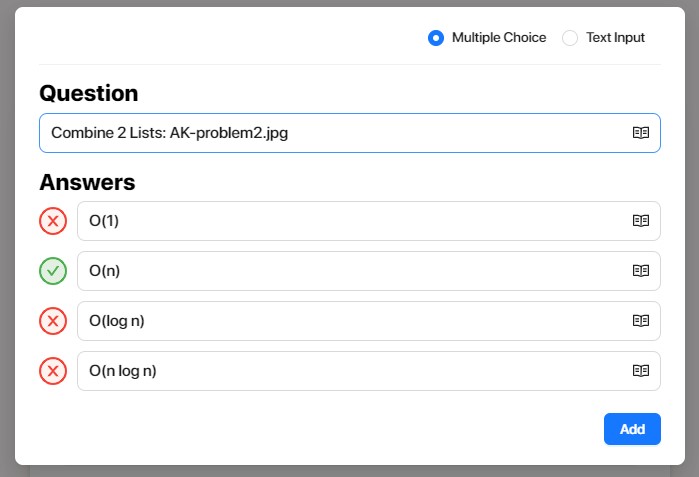 Multiple Choice Text Input
Question
Combine 2 Lists: AK-problem2.jpg
Answers
O(1)
O(n)
O(log n)
O(n log n)
Add